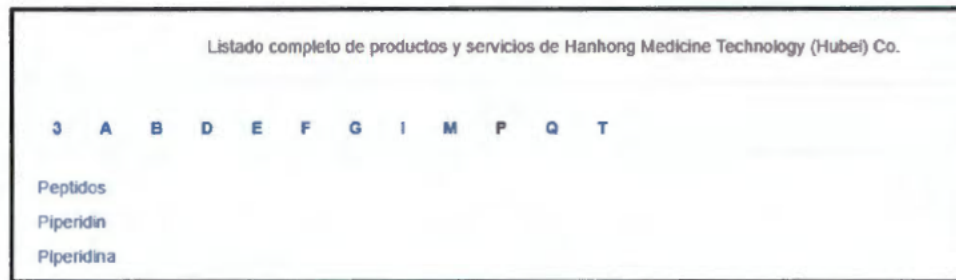 Listado completo de productos y servicios de Hanhong Medicine Technology (Hubei) Co.
3 A B D E F G I M P Q T
Peptidos
Piperidin
Piperidina